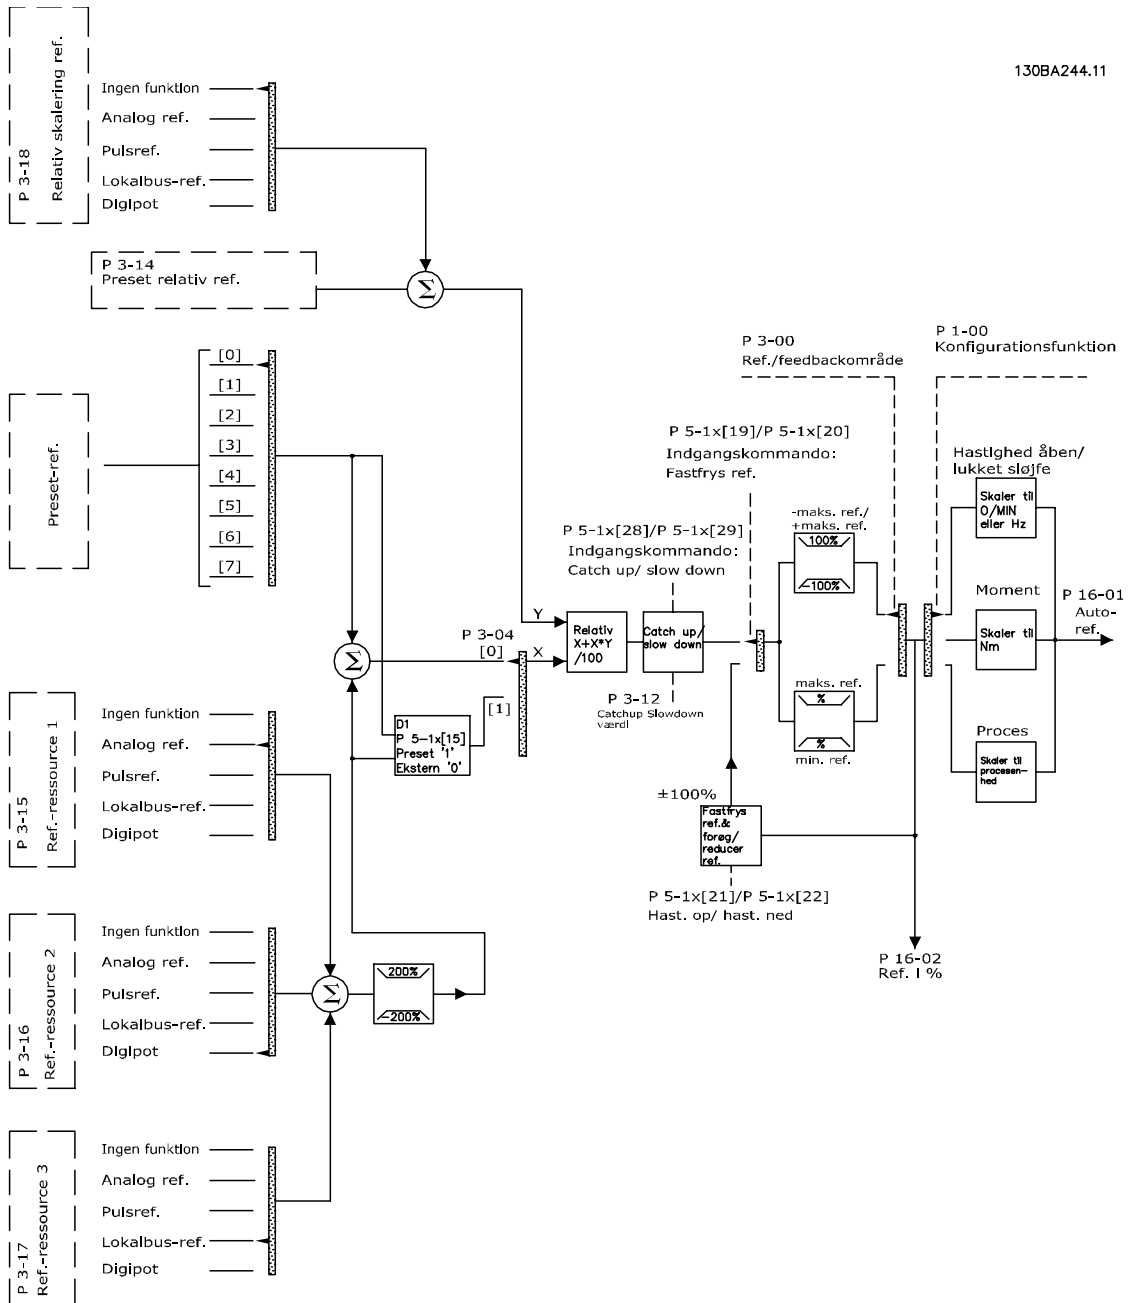 130BA244.11
P 3-18
Relativ skalering ref.
Ingen funktion
Analog ref.
Pulsref.
Lokalbus-ref.
Digipot
P 3-14
Preset relativ ref.
Σ
Preset-ref.
[0]
[1]
[2]
[3]
[4]
[5]
[6]
[7]
P 3-00
Ref./feedbackområde
P 1-00
Konfigurationsfunktion
P 5-1x[19]/P 5-1x[20]
Indgangskommando:
Fastfrys ref.
P 5-1x[28]/P 5-1x[29]
Indgangskommando:
Catch up/ slow down
-maks. ref./
+maks. ref.
100%
-100%
Hastighed åben/
lukket sløjfe
Skaler til
O/MIN
eller Hz
Moment
Skaler til
Nm
P 16-01
Auto-
ref.
Y
X
P 3-04
[0]
[1]
Relativ
X+X*Y
/100
Catch up/
slow down
P 3-12
Catchup Slowdown
værdi
maks. ref.
%
%
min. ref.
Proces
Skaler til
procesen-
hed
Σ
D1
P 5-1x[15]
Preset '1'
Ekstern '0'
±100%
Fastfrys
ref.&
forøg/
reducer
ref.
P 5-1x[21]/P 5-1x[22]
Hast. op/ hast. ned
P 16-02
Ref. I %
P 3-15
Ref.-ressource 1
Ingen funktion
Analog ref.
Pulsref.
Lokalbus-ref.
Digipot
P 3-16
Ref.-ressource 2
Ingen funktion
Analog ref.
Pulsref.
Lokalbus-ref.
Digipot
Σ
200%
-200%
P 3-17
Ref.-ressource 3
Ingen funktion
Analog ref.
Pulsref.
Lokalbus-ref.
Digipot